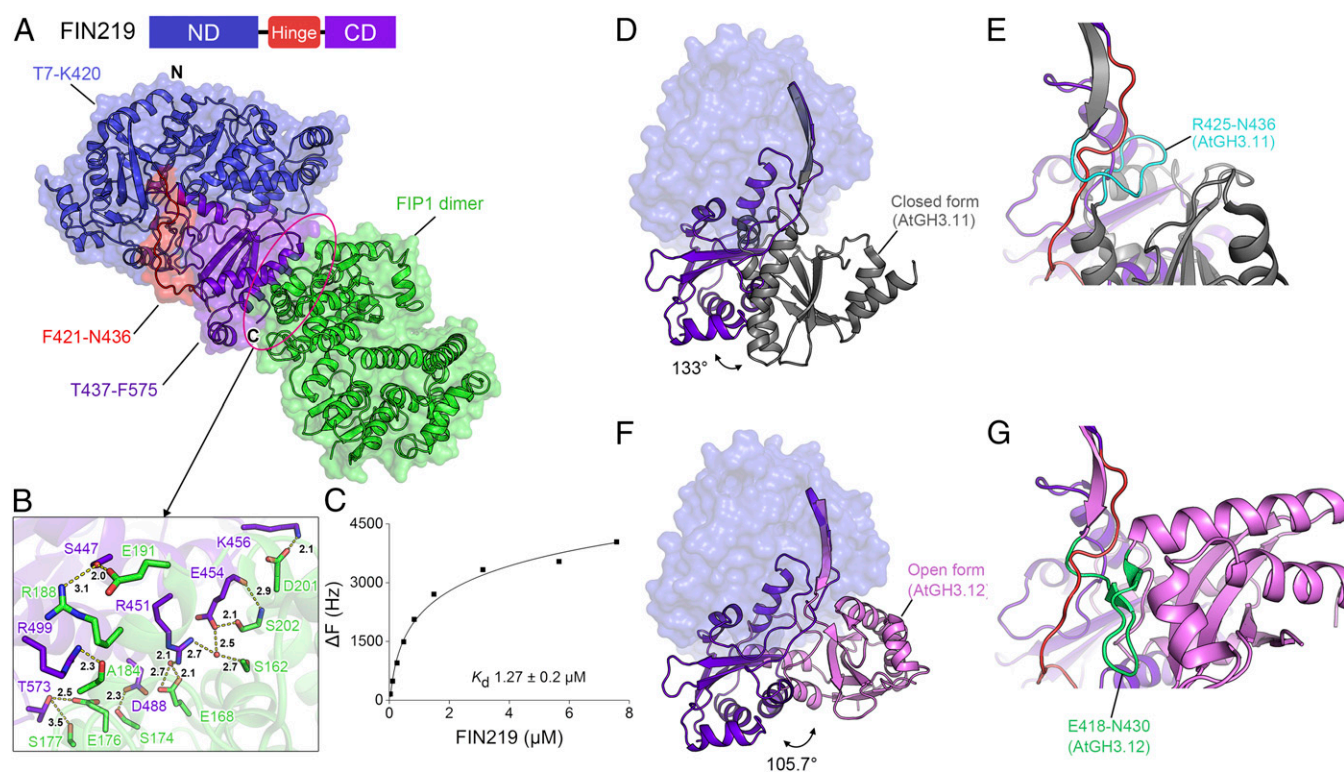 A
FIN219
ND
Hinge
CD
T7-K420
N
FIP1 dimer
C
F421-N436
T437-F575
B
S447
E191
K456
2.1
2.0
3.1
E454
D201
R188
2.9
R451
2.1
S202
R499
2.5
2.1
2.7
2.7
S162
2.3
A184
2.7
2.1
T573
2.5
2.3
D488
E168
3.5
S177
E176
S174
C
4500
3000
1500
0
ΔF (Hz)
Kd 1.27 ± 0.2 µM
0
2
4
6
8
FIN219 (µM)
D
Closed form
(AtGH3.11)
133°
E
R425-N436
(AtGH3.11)
F
Open form
(AtGH3.12)
105.7°
G
E418-N430
(AtGH3.12)